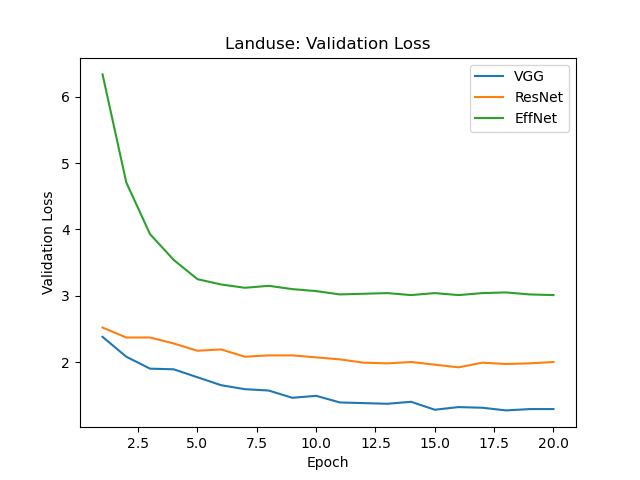 Landuse: Validation Loss
VGG
ResNet
EffNet
6
5
4
3
2
Validation Loss
2.5 5.0 7.5 10.0 12.5 15.0 17.5 20.0
Epoch